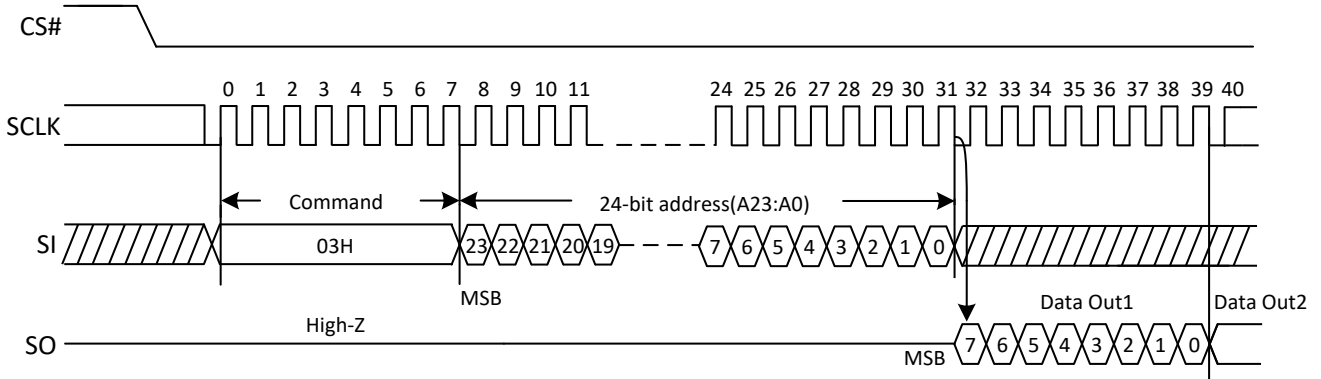 CS#
0 1 2 3 4 5 6 7 8 9 10 11 24 25 26 27 28 29 30 31 32 33 34 35 36 37 38 39 40
SCLK
Command 24-bit address(A23:A0)
SI 03H 23 22 21 20 19 7 6 5 4 3 2 1 0
MSB Data Out1 Data Out2
High-Z
SO MSB 7 6 5 4 3 2 1 0